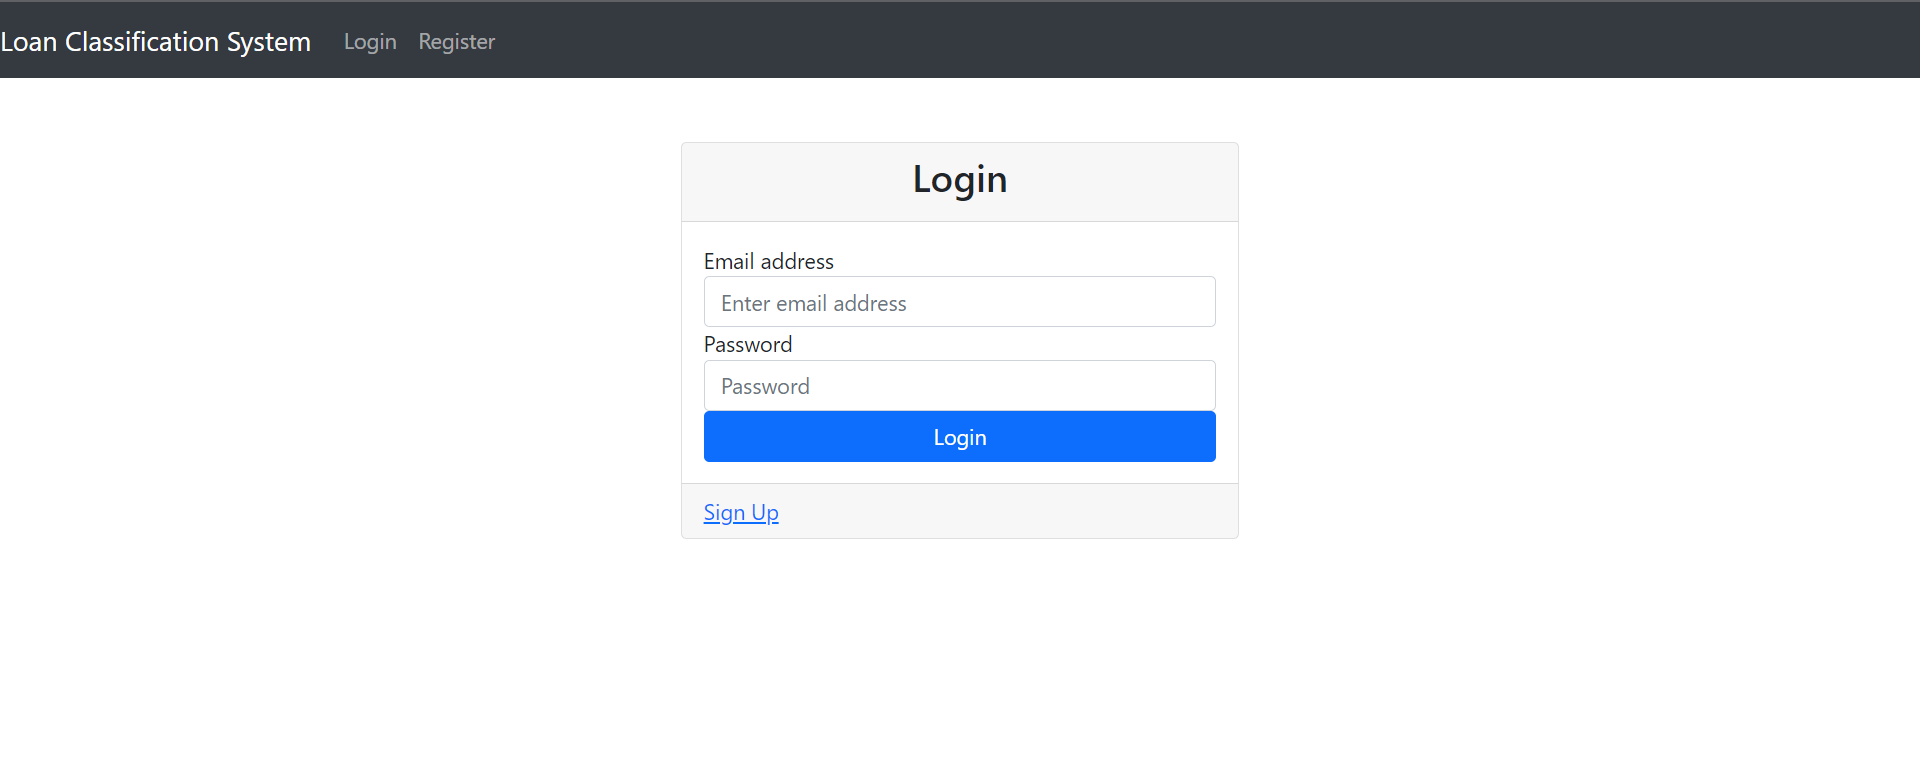 Loan Classification System Login Register
Login
Email address
Enter email address
Password
Password
Login
Sign Up